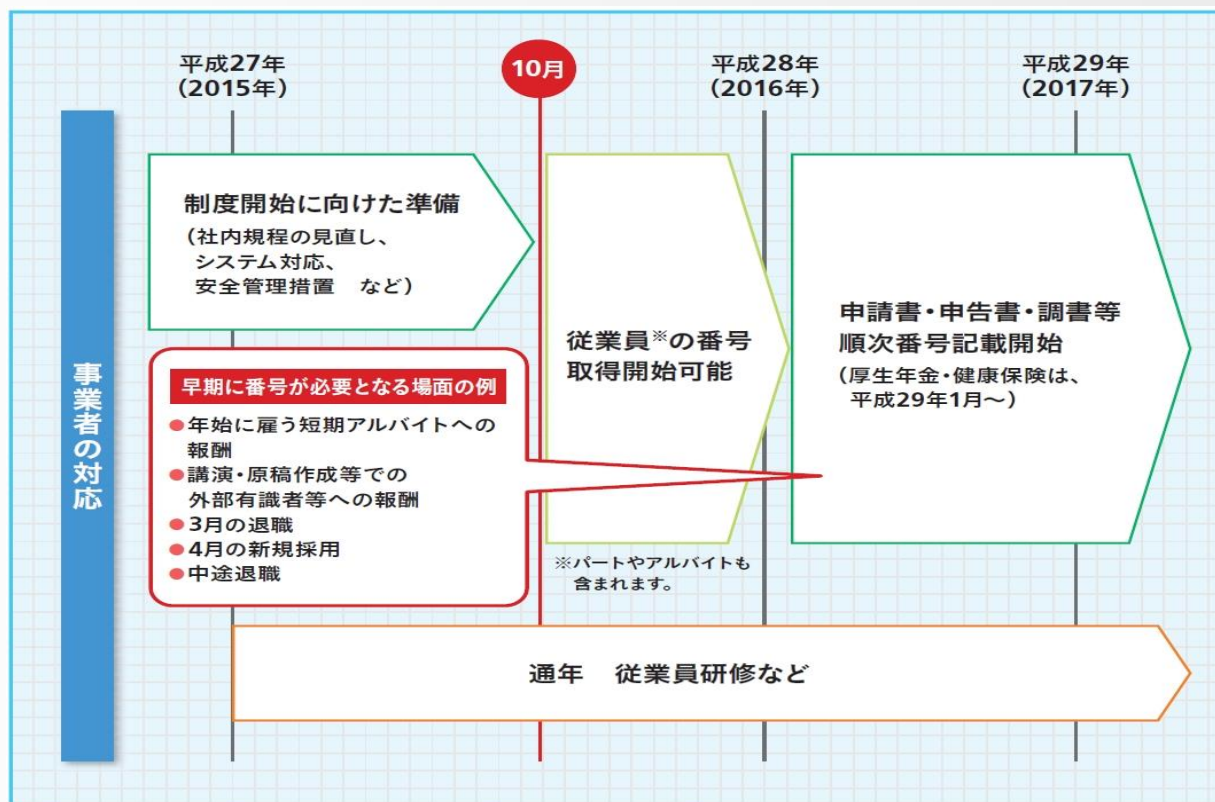 平成27年
(2015年)
10月
平成28年
(2016年)
平成29年
(2017年)
事業者の対応
制度開始に向けた準備
(社内規程の見直し、
システム対応、
安全管理措置 など)
早期に番号が必要となる場面の例
●年始に雇う短期アルバイトへの
報酬
●講演・原稿作成等での
外部有識者等への報酬
●3月の退職
●4月の新規採用
●中途退職
従業員※の番号
取得開始可能
※パートやアルバイトも
含まれます。
申請書・申告書・調書等
順次番号記載開始
(厚生年金・健康保険は、
平成29年1月~)
通年 従業員研修など